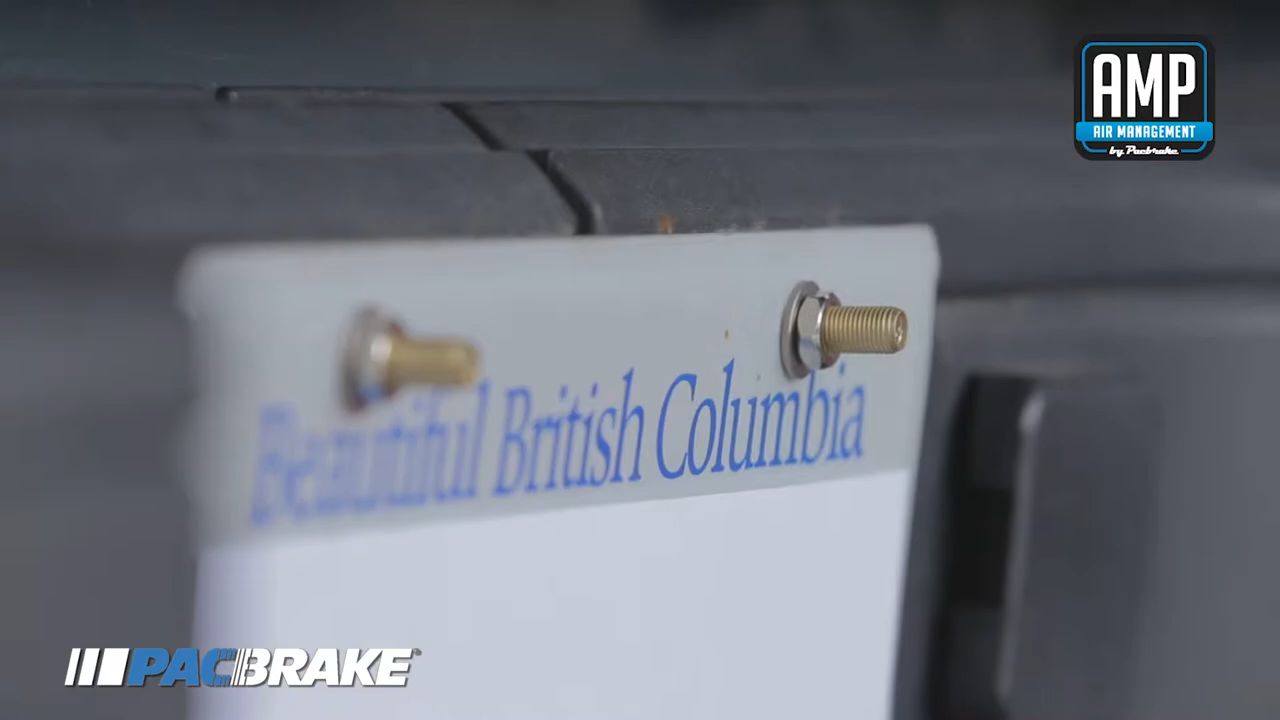 AMP
AIR MANAGEMENT
by Pacbrake
Beautiful British Columbia
PACBRAKE